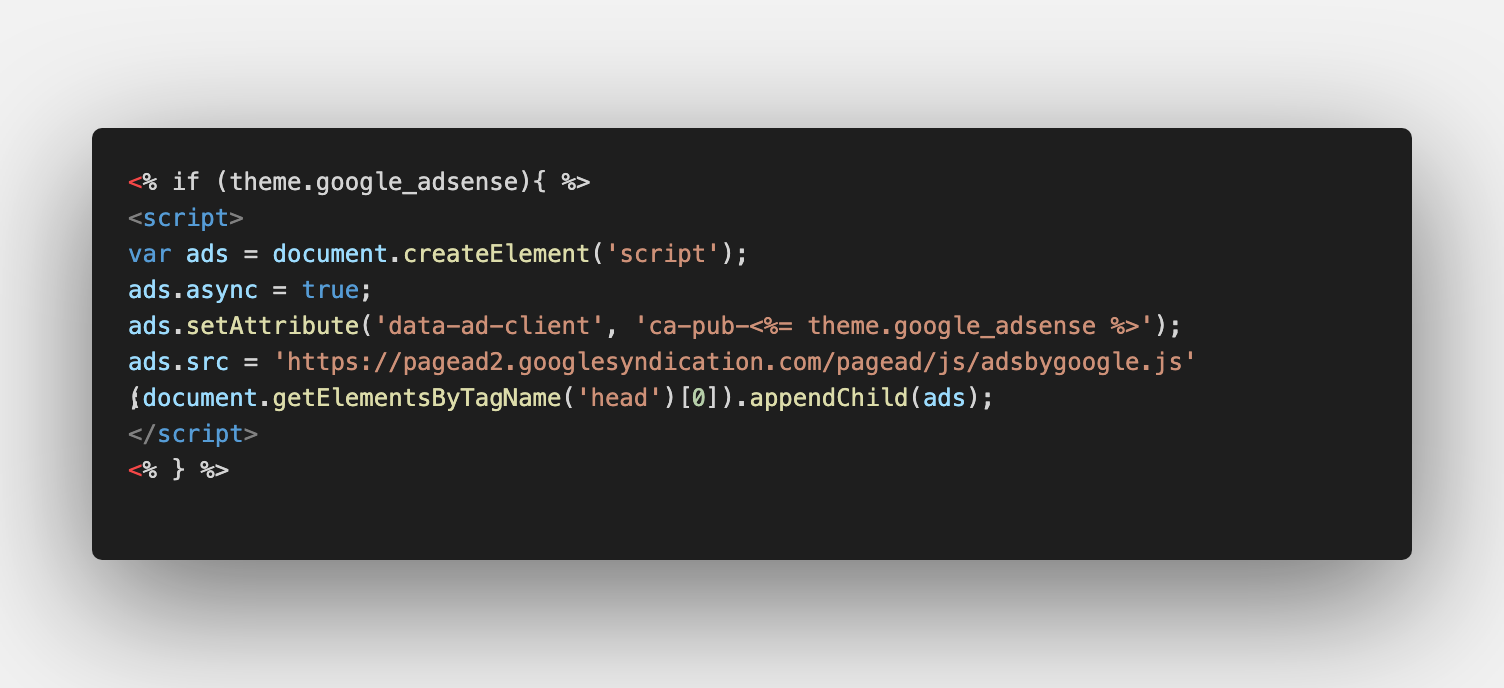 <% if (theme.google_adsense){ %>
<script>
var ads = document.createElement('script');
ads.async = true;
ads.setAttribute('data-ad-client', 'ca-pub-<%= theme.google_adsense %>');
ads.src = 'https://pagead2.googlesyndication.com/pagead/js/adsbygoogle.js'
(document.getElementsByTagName('head')[0]).appendChild(ads);
</script>
<% } %>